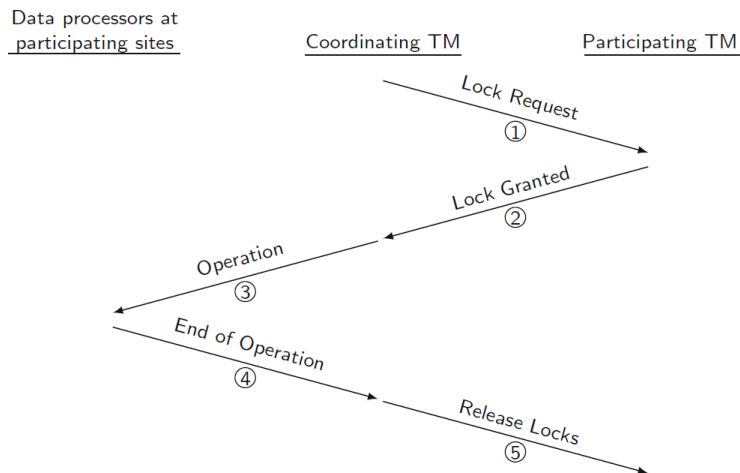 Data processors at
participating sites
Coordinating TM
Participating TM
Lock Request
①
Lock Granted
②
Operation
③
End of Operation
④
Release Locks
⑤